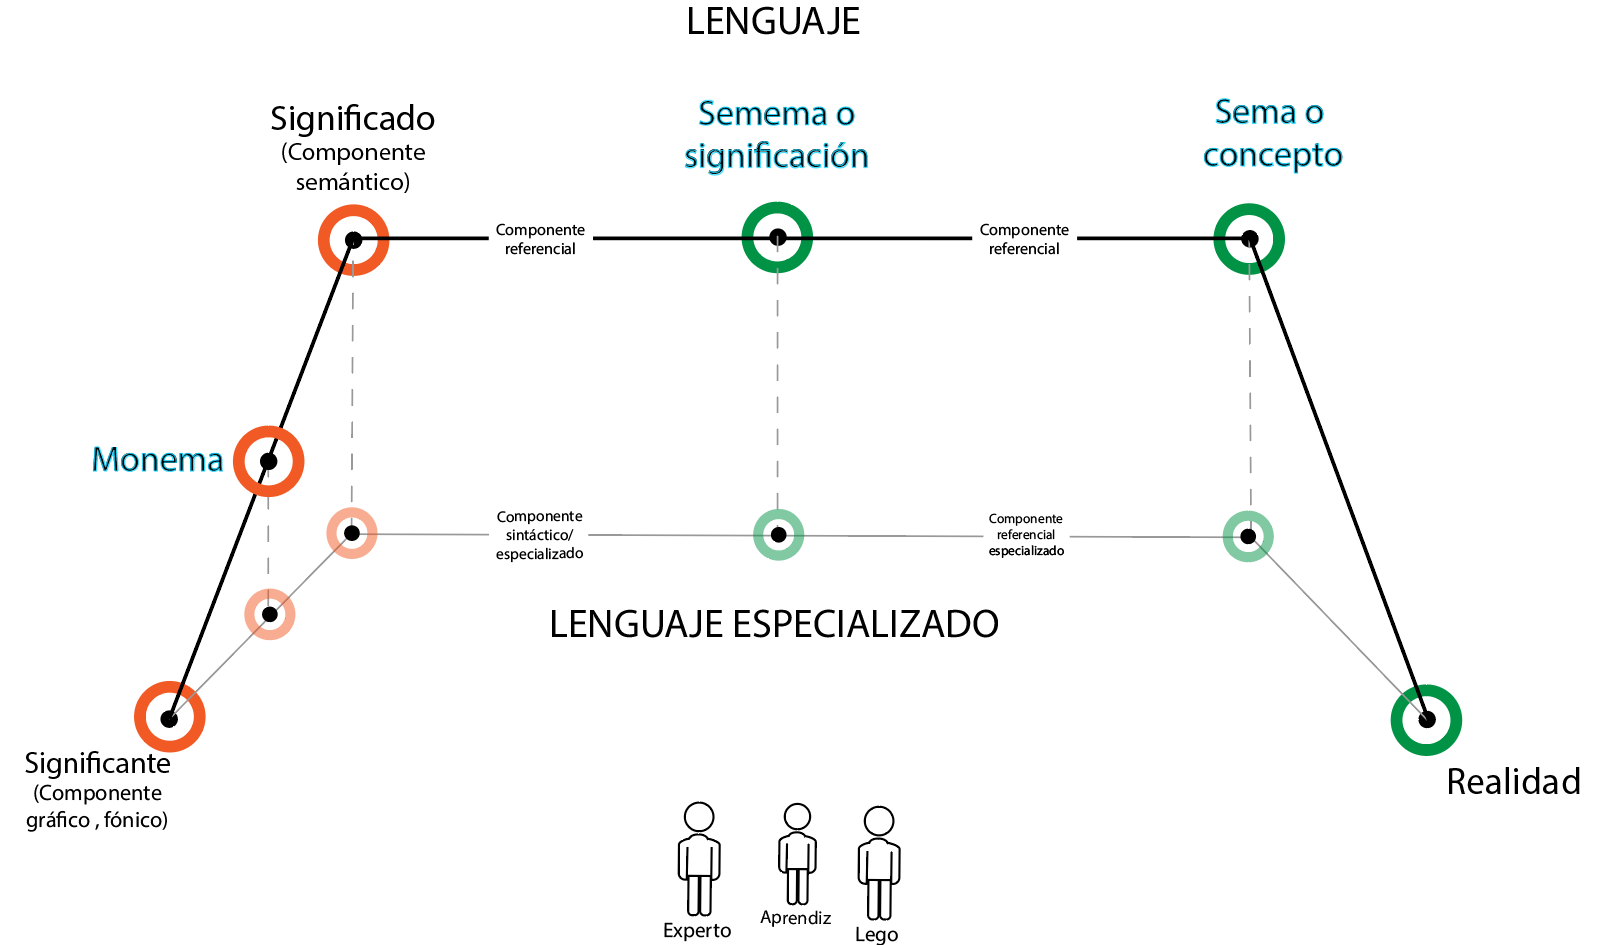 LENGUAJE
Significado
(Componente
semántico)
Semema o
significación
Sema o
concepto
Componente
referencial
Componente
referencial
Monema
Componente
sintáctico/
especializado
Componente
referencial
especializado
LENGUAJE ESPECIALIZADO
Significante
(Componente
gráfico , fónico)
Realidad
Experto
Aprendiz
Lego